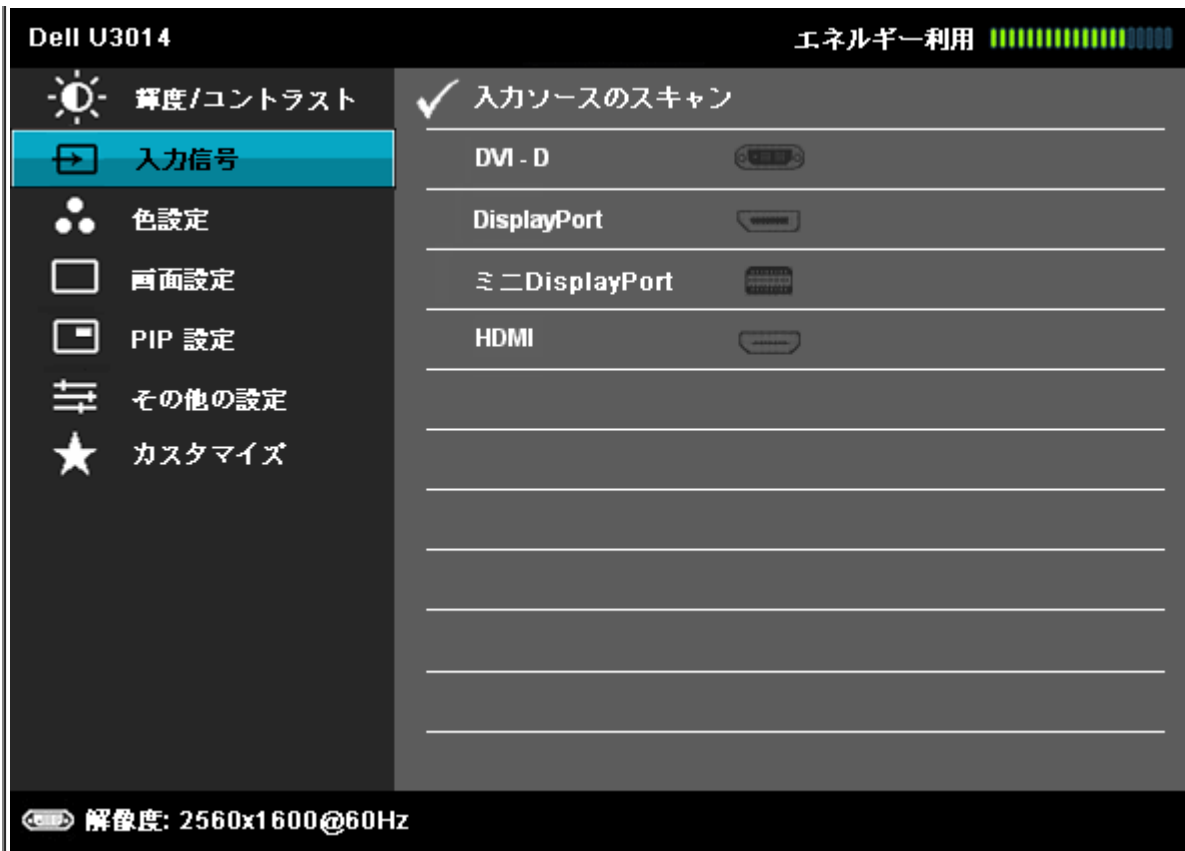 Dell U3014
エネルギー利用
輝度/コントラスト
入力信号
色設定
画面設定
PIP 設定
その他の設定
カスタマイズ
入力ソースのスキャン
DVI - D
DisplayPort
ミニDisplayPort
HDMI
解像度: 2560x1600@60Hz